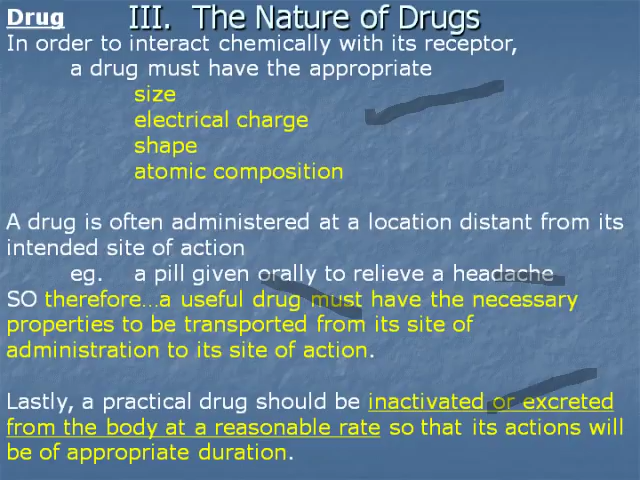 Drug III. The Nature of Drugs
In order to interact chemically with its receptor,
a drug must have the appropriate
size
electrical charge
shape
atomic composition
A drug is often administered at a location distant from its
intended site of action
eg. a pill given orally to relieve a headache
SO therefore…a useful drug must have the necessary
properties to be transported from its site of
administration to its site of action.
Lastly, a practical drug should be inactivated or excreted
from the body at a reasonable rate so that its actions will
be of appropriate duration.